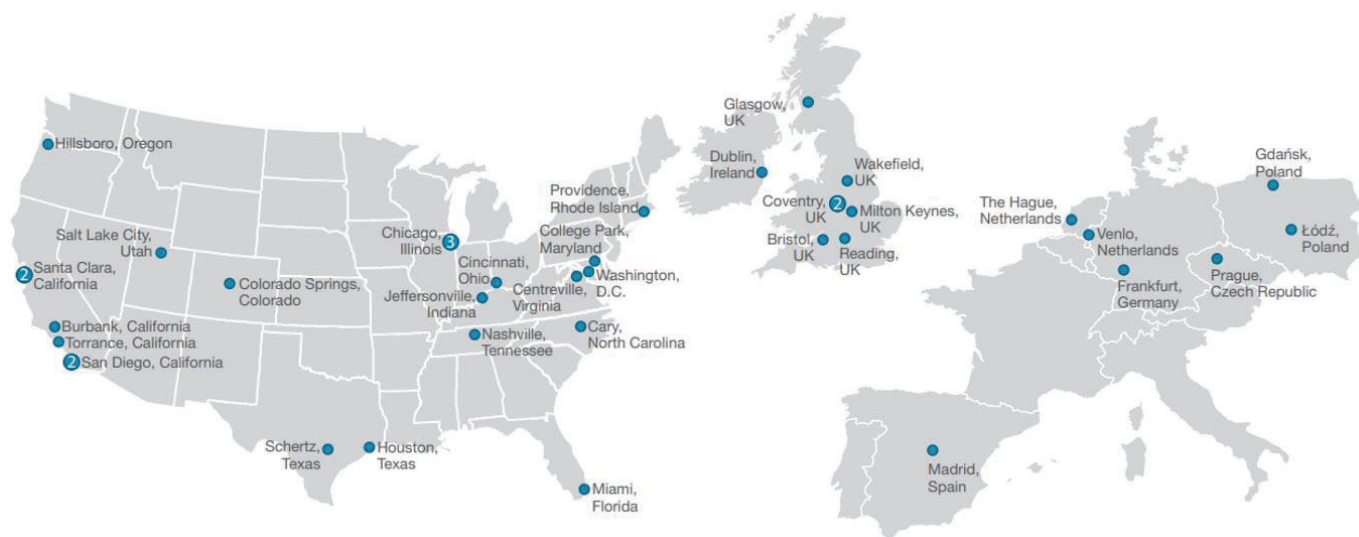 Hillsboro, Oregon
Salt Lake City,
Utah
2
Santa Clara,
California
Colorado Springs,
Colorado
Burbank, California
Torrance, California
2
San Diego, California
Schertz,
Texas
Houston,
Texas
Miami,
Florida
Chicago,
Illinois
3
Cincinnati,
Ohio
Jeffersonville,
Indiana
Nashville,
Tennessee
Providence,
Rhode Island
College Park,
Maryland
Washington,
D.C.
Centreville,
Virginia
Cary,
North Carolina
Glasgow,
UK
Dublin,
Ireland
Wakefield,
UK
Coventry,
UK
2
Milton Keynes,
UK
Bristol,
UK
Reading,
UK
Gdańsk,
Poland
The Hague,
Netherlands
Venlo,
Netherlands
Łódź,
Poland
Frankfurt,
Germany
Prague,
Czech Republic
Madrid,
Spain